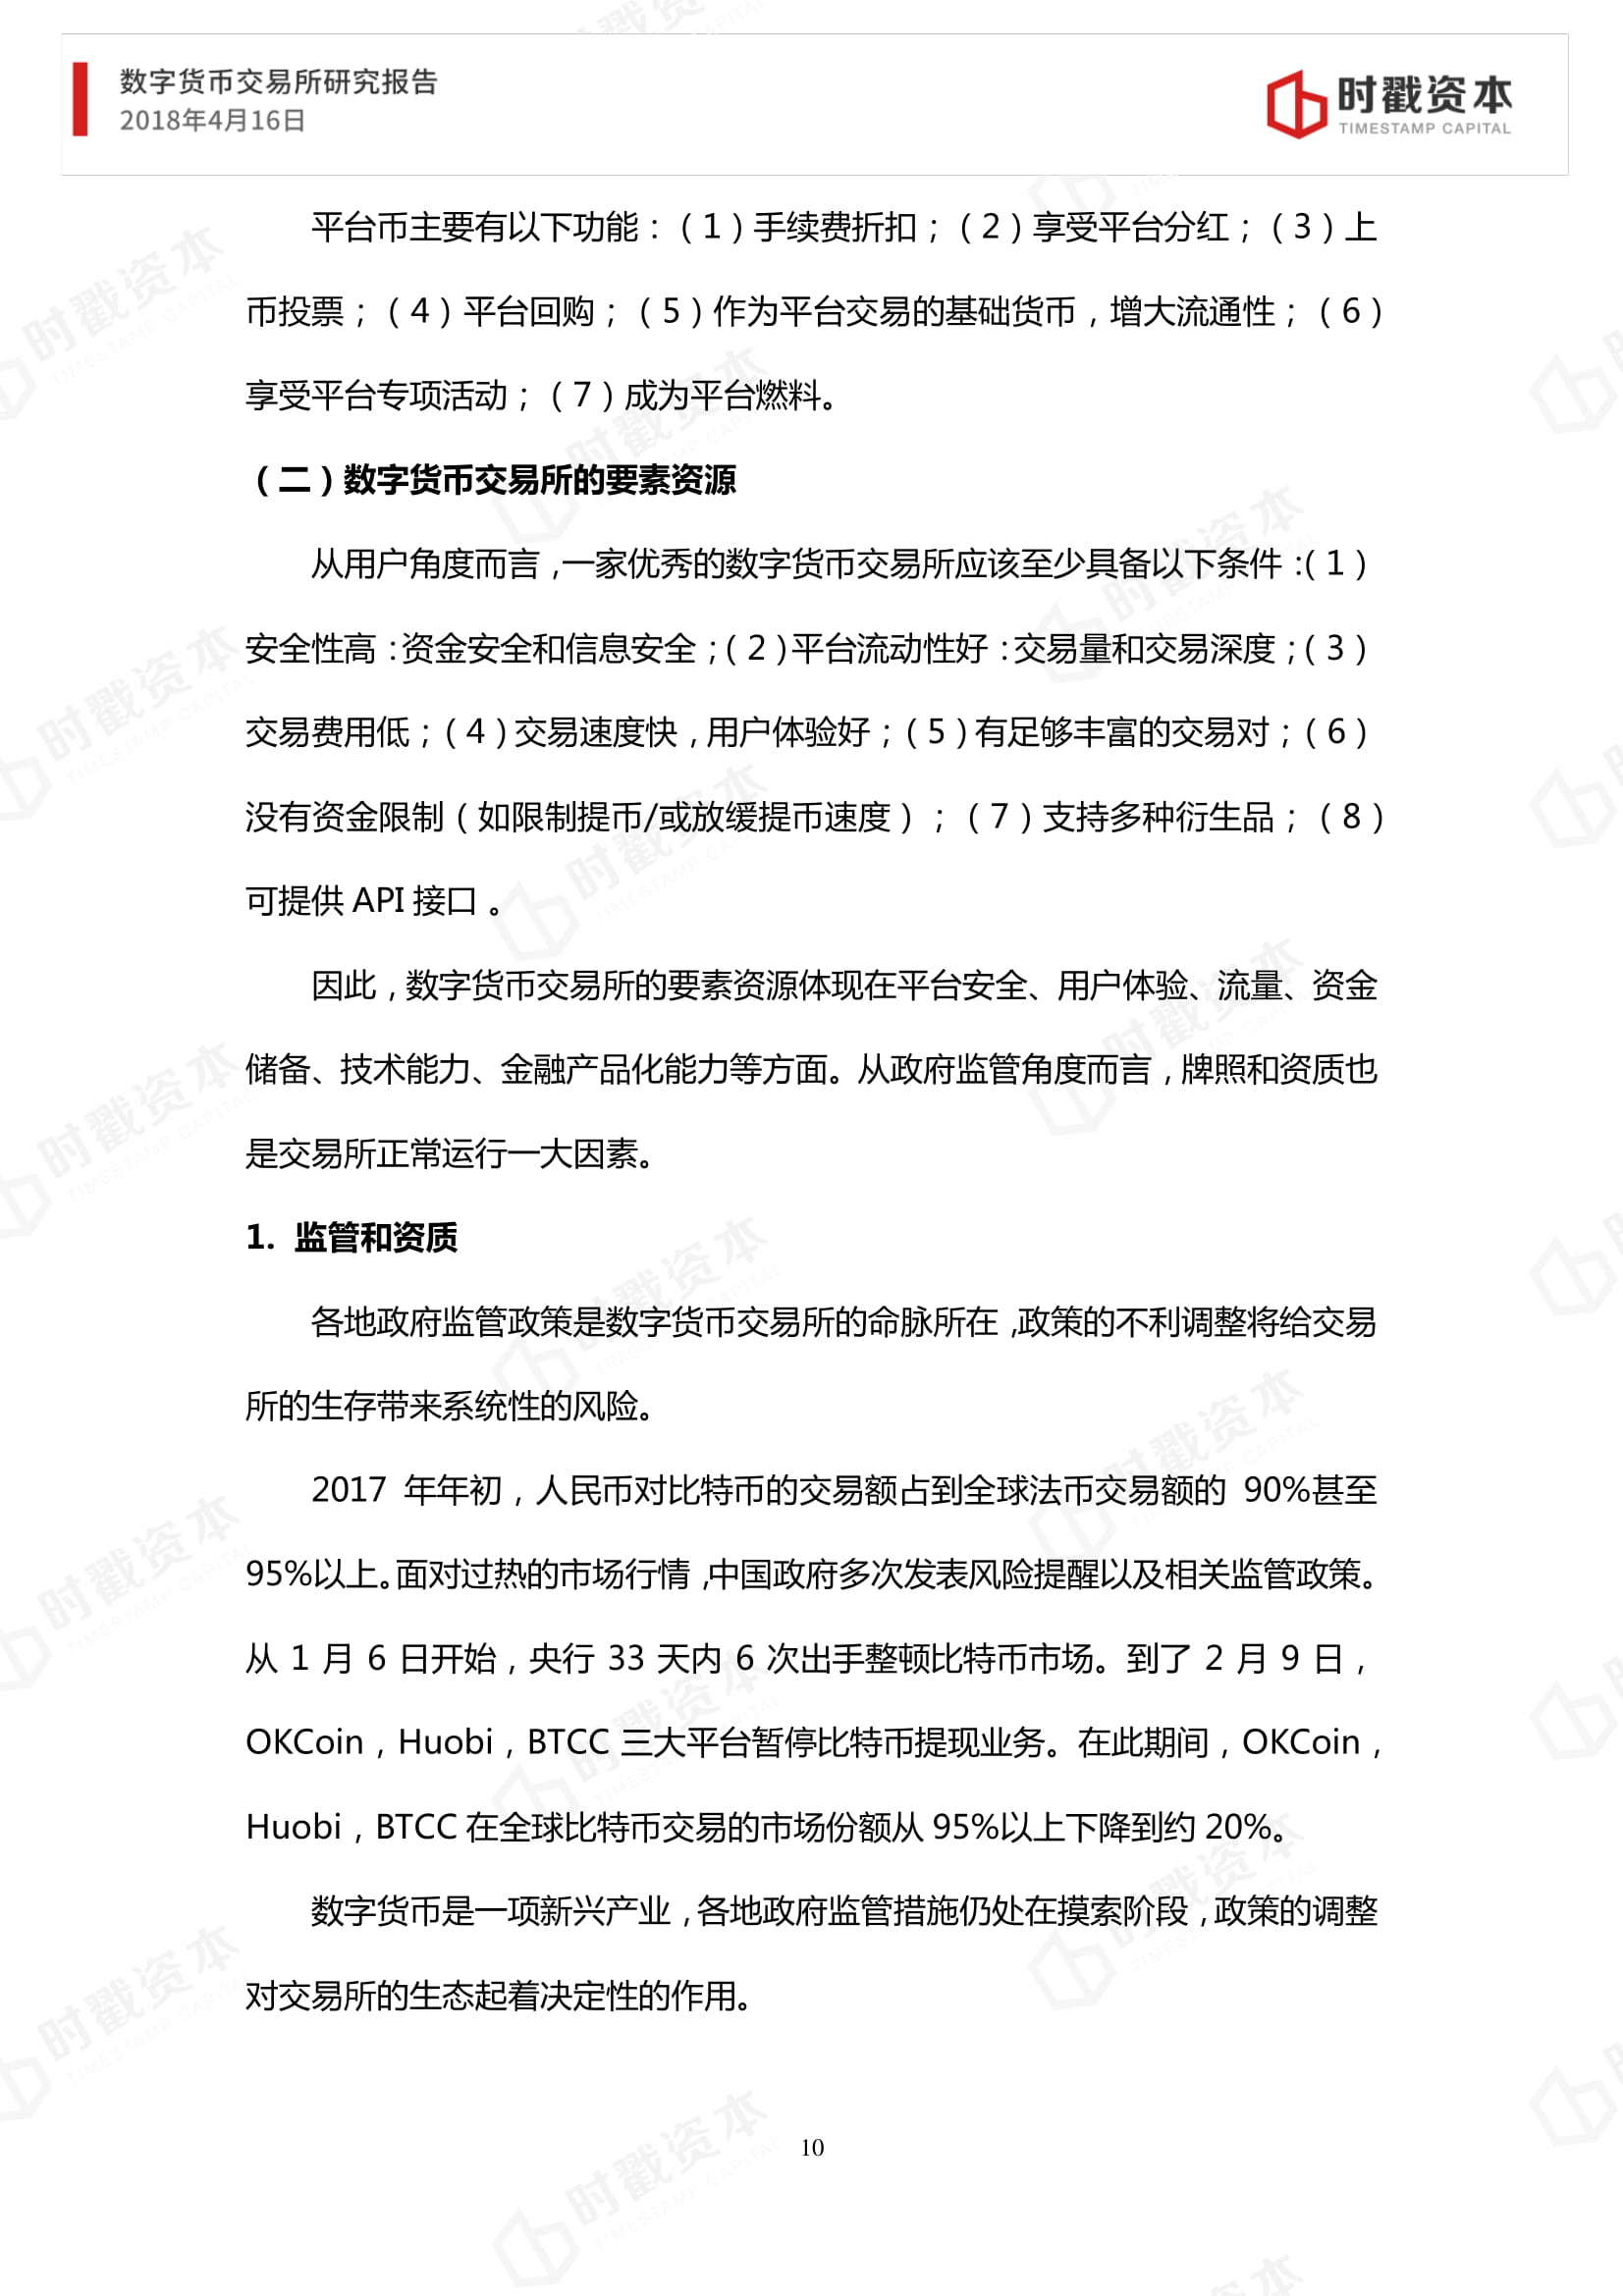 数字货币交易所研究报告
2018年4月16日
时戳资本
TIMESTAMP CAPITAL
平台币主要有以下功能：（1）手续费折扣；（2）享受平台分红；（3）上
币投票；（4）平台回购；（5）作为平台交易的基础货币，增大流通性；（6）
享受平台专项活动；（7）成为平台燃料。
（二）数字货币交易所的要素资源
从用户角度而言，一家优秀的数字货币交易所应该至少具备以下条件：（1）
安全性高：资金安全和信息安全；（2）平台流动性好：交易量和交易深度；（3）
交易费用低；（4）交易速度快，用户体验好；（5）有足够丰富的交易对；（6）
没有资金限制（如限制提币/或放缓提币速度）；（7）支持多种衍生品；（8）
可提供 API 接口 。
因此，数字货币交易所的要素资源体现在平台安全、用户体验、流量、资金
储备、技术能力、金融产品化能力等方面。从政府监管角度而言，牌照和资质也
是交易所正常运行一大因素。
1. 监管和资质
各地政府监管政策是数字货币交易所的命脉所在，政策的不利调整将给交易
所的生存带来系统性的风险。
2017 年年初，人民币对比特币的交易额占到全球法币交易额的 90%甚至
95%以上。面对过热的市场行情，中国政府多次发表风险提醒以及相关监管政策。
从 1 月 6 日开始，央行 33 天内 6 次出手整顿比特币市场。到了 2 月 9 日，
OKCoin，Huobi，BTCC 三大平台暂停比特币提现业务。在此期间，OKCoin，
Huobi，BTCC 在全球比特币交易的市场份额从 95%以上下降到约 20%。
数字货币是一项新兴产业，各地政府监管措施仍处在摸索阶段，政策的调整
对交易所的生态起着决定性的作用。
10